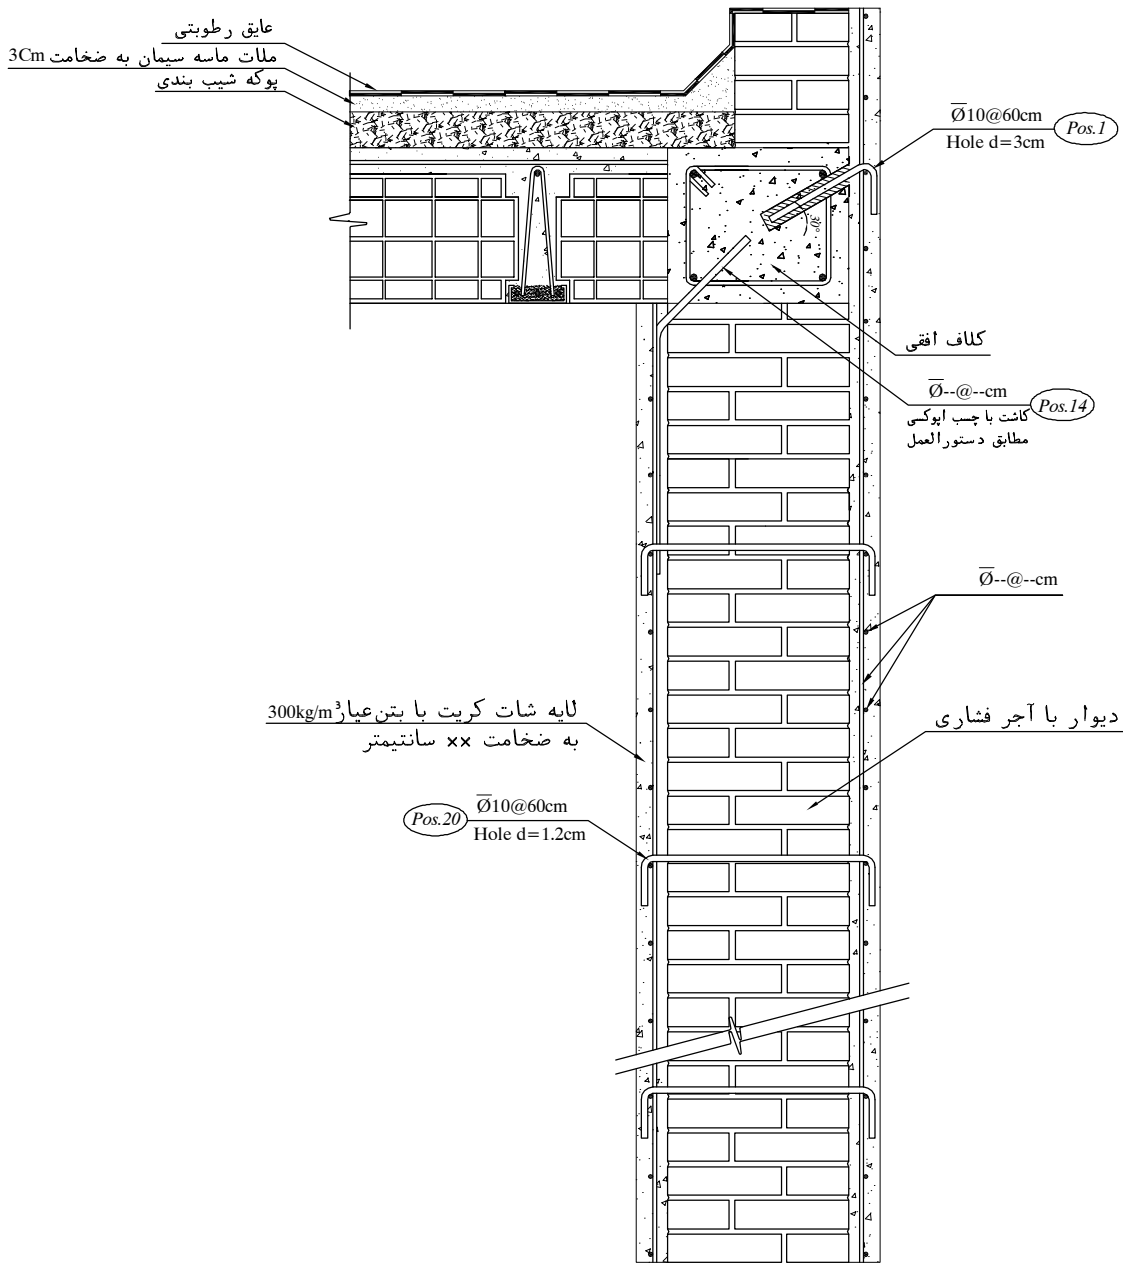 عایق رطوبتی
ملات ماسه سیمان به ضخامت 3Cm
پوکه شیب بندی
Ø10@60cm
Hole d=3cm
Pos.1
30°
کلاف افقی
Ø--@--cm
Pos.14
کاشت با چسب اپوکسی
مطابق دستورالعمل
Ø--@--cm
لایه شات کریت با بتن عیار 300kg/m³
به ضخامت xx سانتیمتر
دیوار با آجر فشاری
Pos.20
Ø10@60cm
Hole d=1.2cm